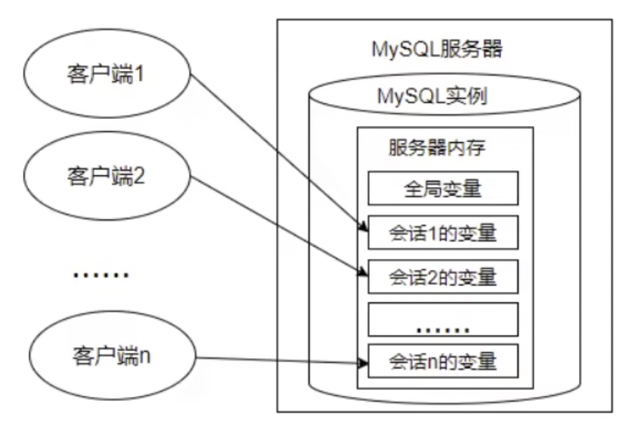 客户端1
客户端2
......
客户端n
MySQL服务器
MySQL实例
服务器内存
全局变量
会话1的变量
会话2的变量
......
会话n的变量